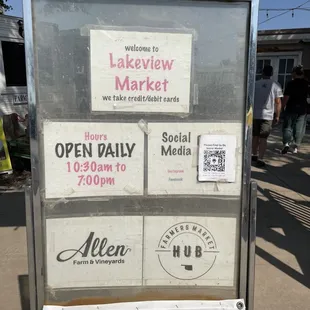 welcome to
Lakeview
Market
we take credit/debit cards
Hours
OPEN DAILY
10:30am to
7:00pm
Social
Media
Allen
Farm & Vineyards
FARMERS MARKET
HUB